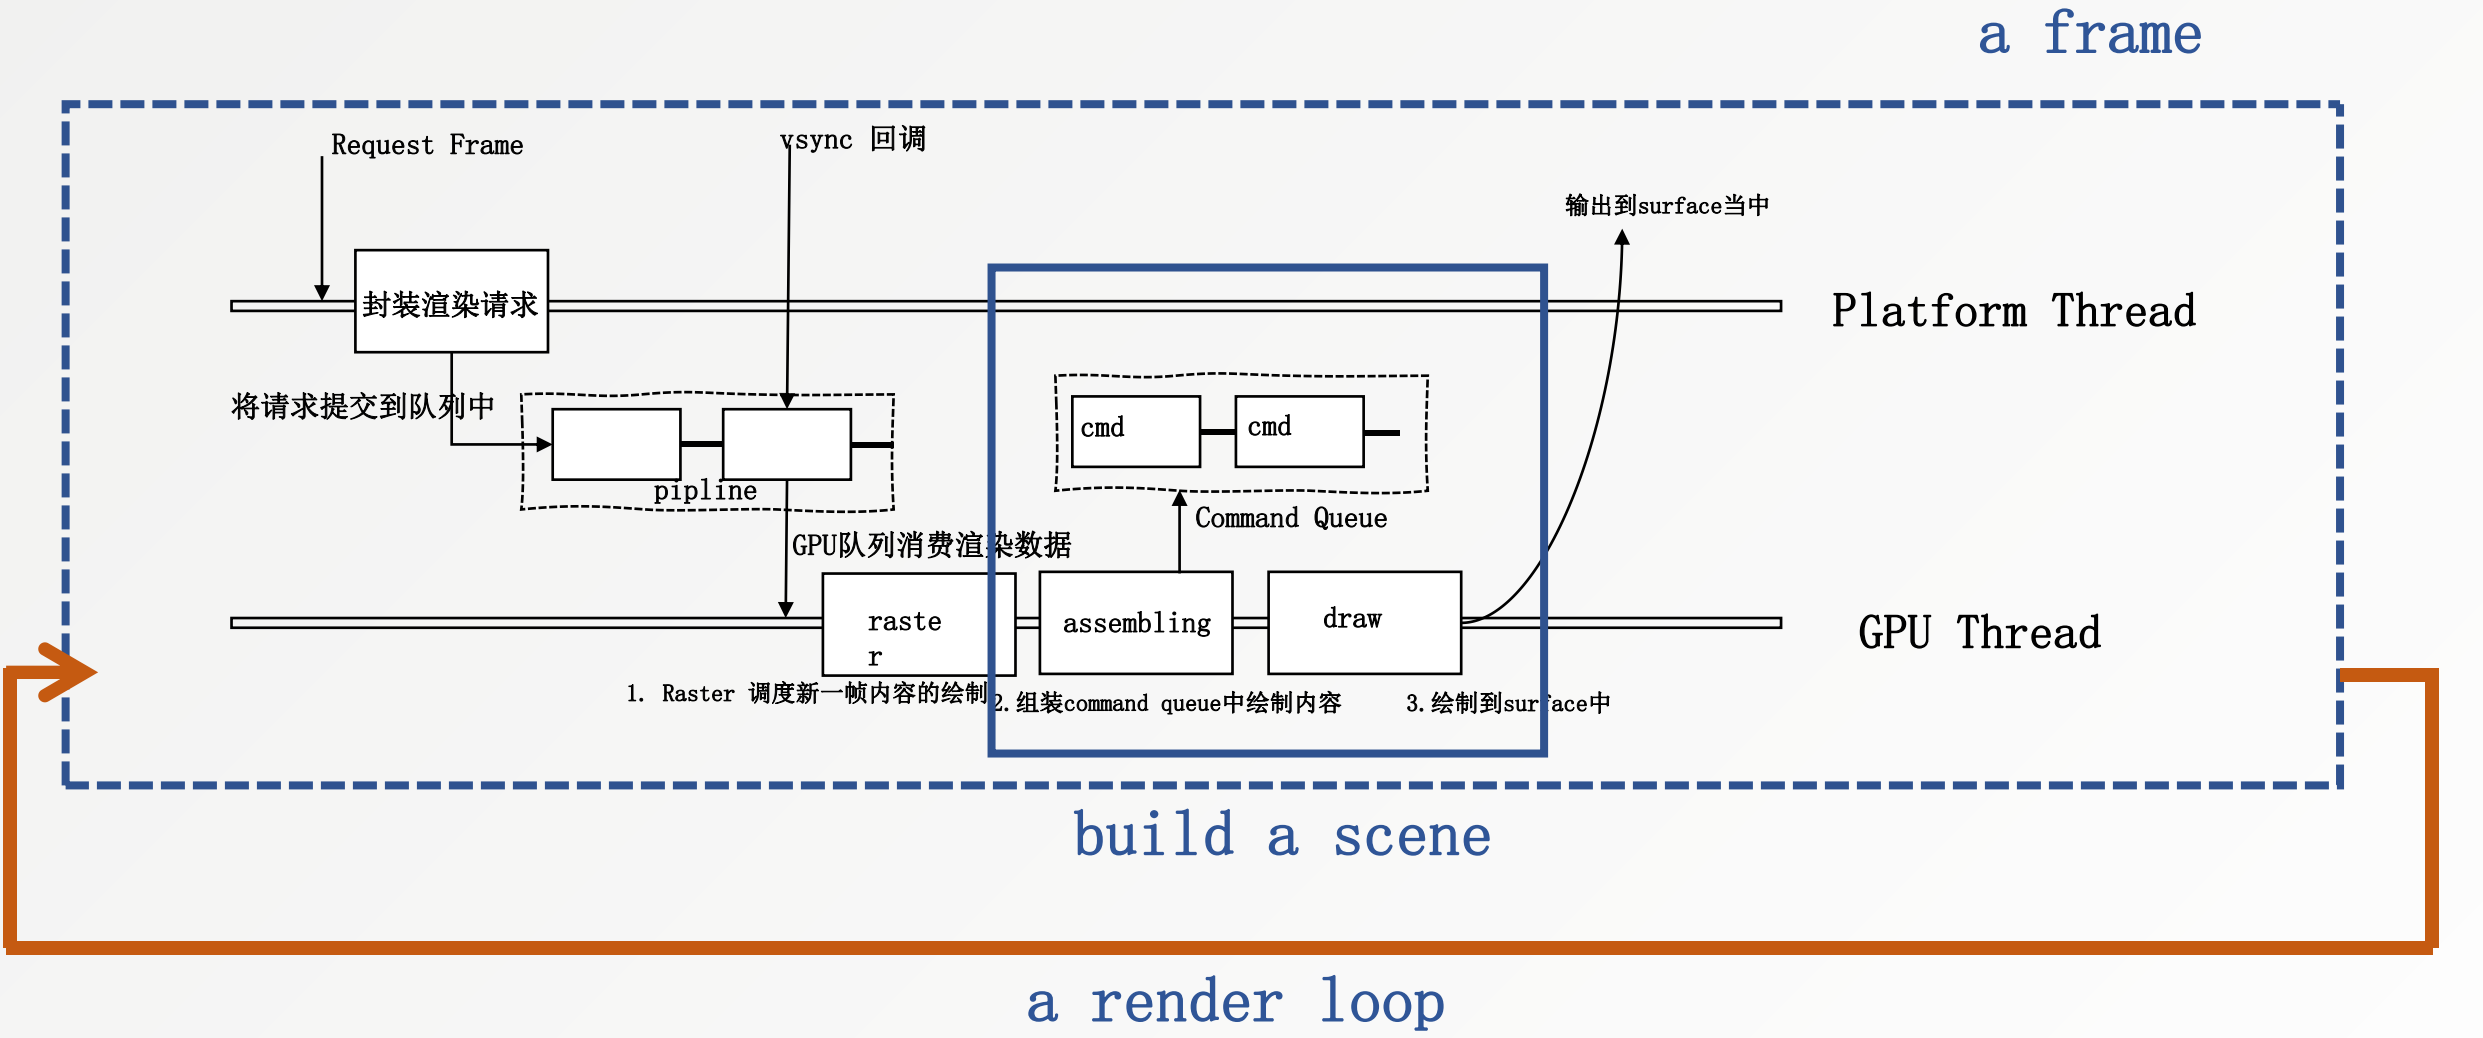 a frame
Request Frame
vsync 回调
输出到surface当中
封装渲染请求
Platform Thread
将请求提交到队列中
cmd
cmd
pipline
Command Queue
GPU队列消费渲染数据
raste
r
assembling
draw
GPU Thread
1. Raster 调度新一帧内容的绘制
2.组装command queue中绘制内容
3.绘制到surface中
build a scene
a render loop